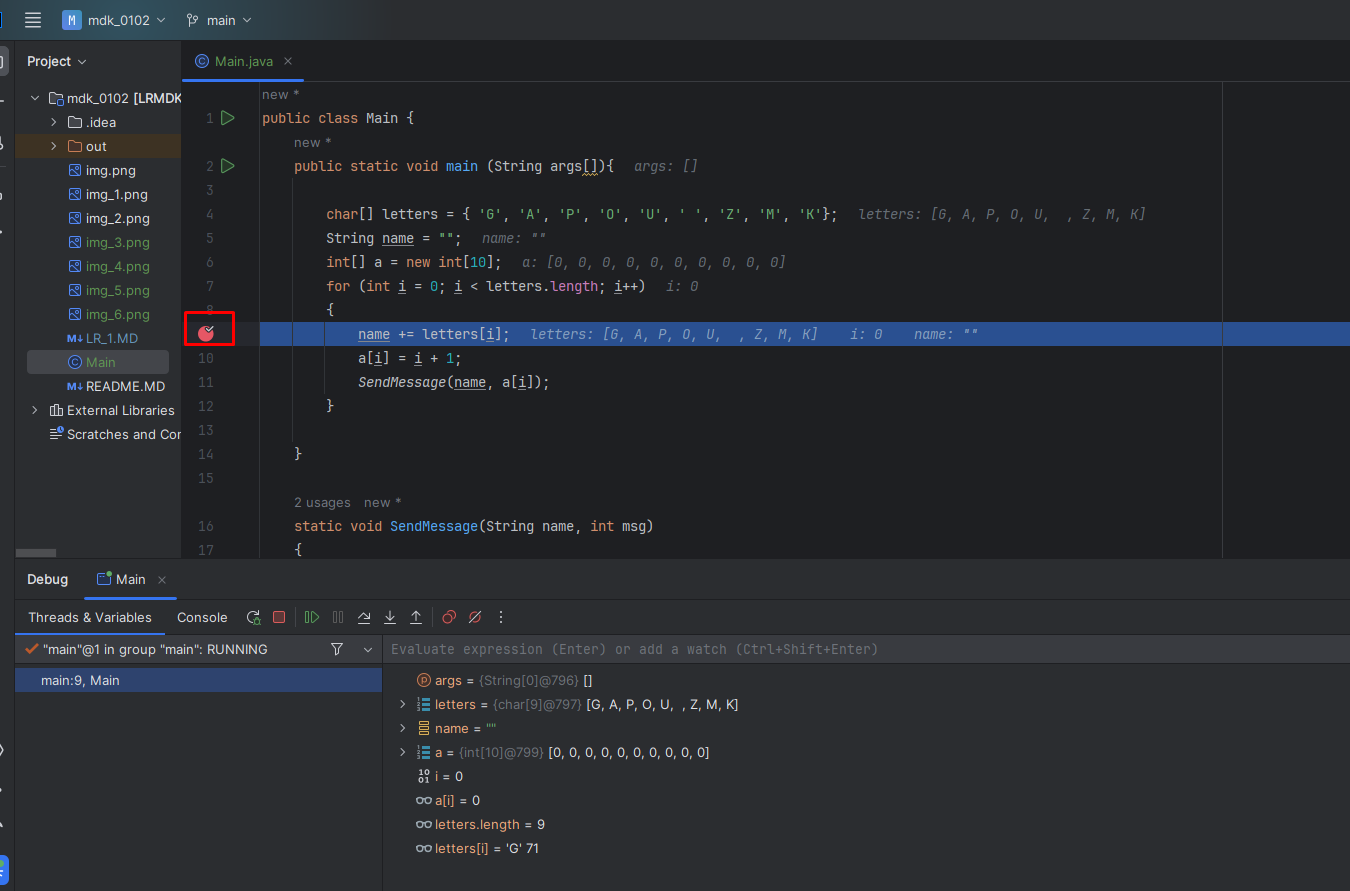 M mdk_0102 main
Project
Main.java
mdk_0102 [LRMDK
.idea
out
img.png
img_1.png
img_2.png
img_3.png
img_4.png
img_5.png
img_6.png
M↓ LR_1.MD
Main
M↓ README.MD
External Libraries
Scratches and Con
new *
1 public class Main {
new *
2 public static void main (String args[]){ args: []
3
4 char[] letters = { 'G', 'A', 'P', 'O', 'U', ' ', 'Z', 'M', 'K'}; letters: [G, A, P, O, U,  , Z, M, K]
5 String name = ""; name: ""
6 int[] a = new int[10]; a: [0, 0, 0, 0, 0, 0, 0, 0, 0, 0]
7 for (int i = 0; i < letters.length; i++) i: 0
8 {
name += letters[i]; letters: [G, A, P, O, U,  , Z, M, K] i: 0 name: ""
10 a[i] = i + 1;
11 SendMessage(name, a[i]);
12 }
13
14 }
15
2 usages new *
16 static void SendMessage(String name, int msg)
17 {
Debug Main
Threads & Variables Console
"main"@1 in group "main": RUNNING
main:9, Main
Evaluate expression (Enter) or add a watch (Ctrl+Shift+Enter)
args = {String[0]@796} []
letters = {char[9]@797} [G, A, P, O, U,  , Z, M, K]
name = ""
a = {int[10]@799} [0, 0, 0, 0, 0, 0, 0, 0, 0, 0]
i = 0
a[i] = 0
letters.length = 9
letters[i] = 'G' 71